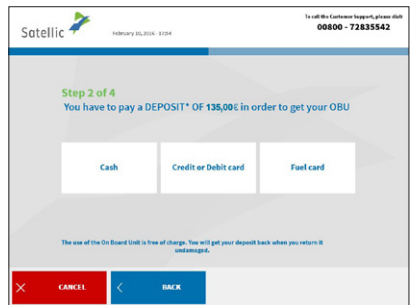 To call the Customer Support, please dial:
00800 - 72835542
Satellic
February 10, 2016 - 17:04
Step 2 of 4
You have to pay a DEPOSIT* OF 135,00€ in order to get your OBU
Cash
Credit or Debit card
Fuel card
The use of the On Board Unit is free of charge. You will get your deposit back when you return it
undamaged.
CANCEL
BACK